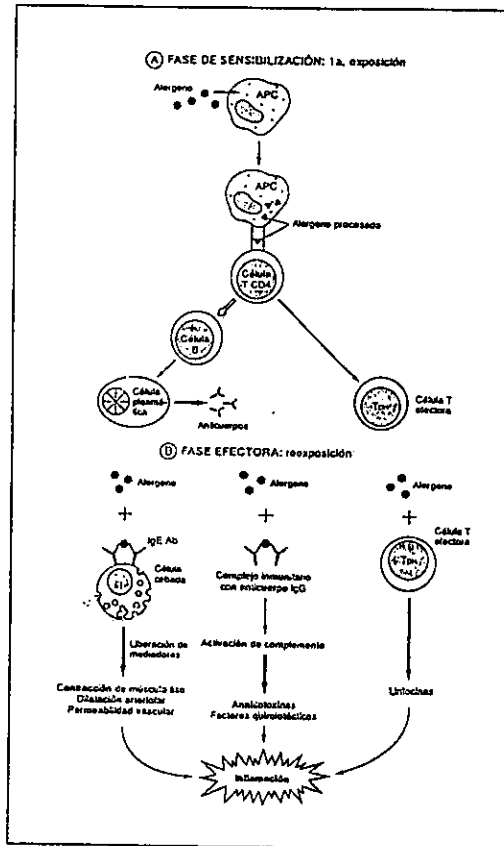 A FASE DE SENSIBILIZACIÓN: 1a. exposición
Alergeno
APC
APC
Alergeno procesado
Célula
T CD4
Célula
B
Célula
plasmá-
tica
Anticuerpos
Célula T
efectora
B FASE EFECTORA: reexposición
Alergeno
Alergeno
Alergeno
+
+
+
IgE Ab
Célula
cebada
Complejo inmunitario
con anticuerpo IgG
Célula T
efectora
Liberación de
mediadores
Activación de complemento
Linfocinas
Contracción de músculo liso
Dilatación arteriolar
Permeabilidad vascular
Anafilotoxinas
Factores quimiotácticos
Inflamación